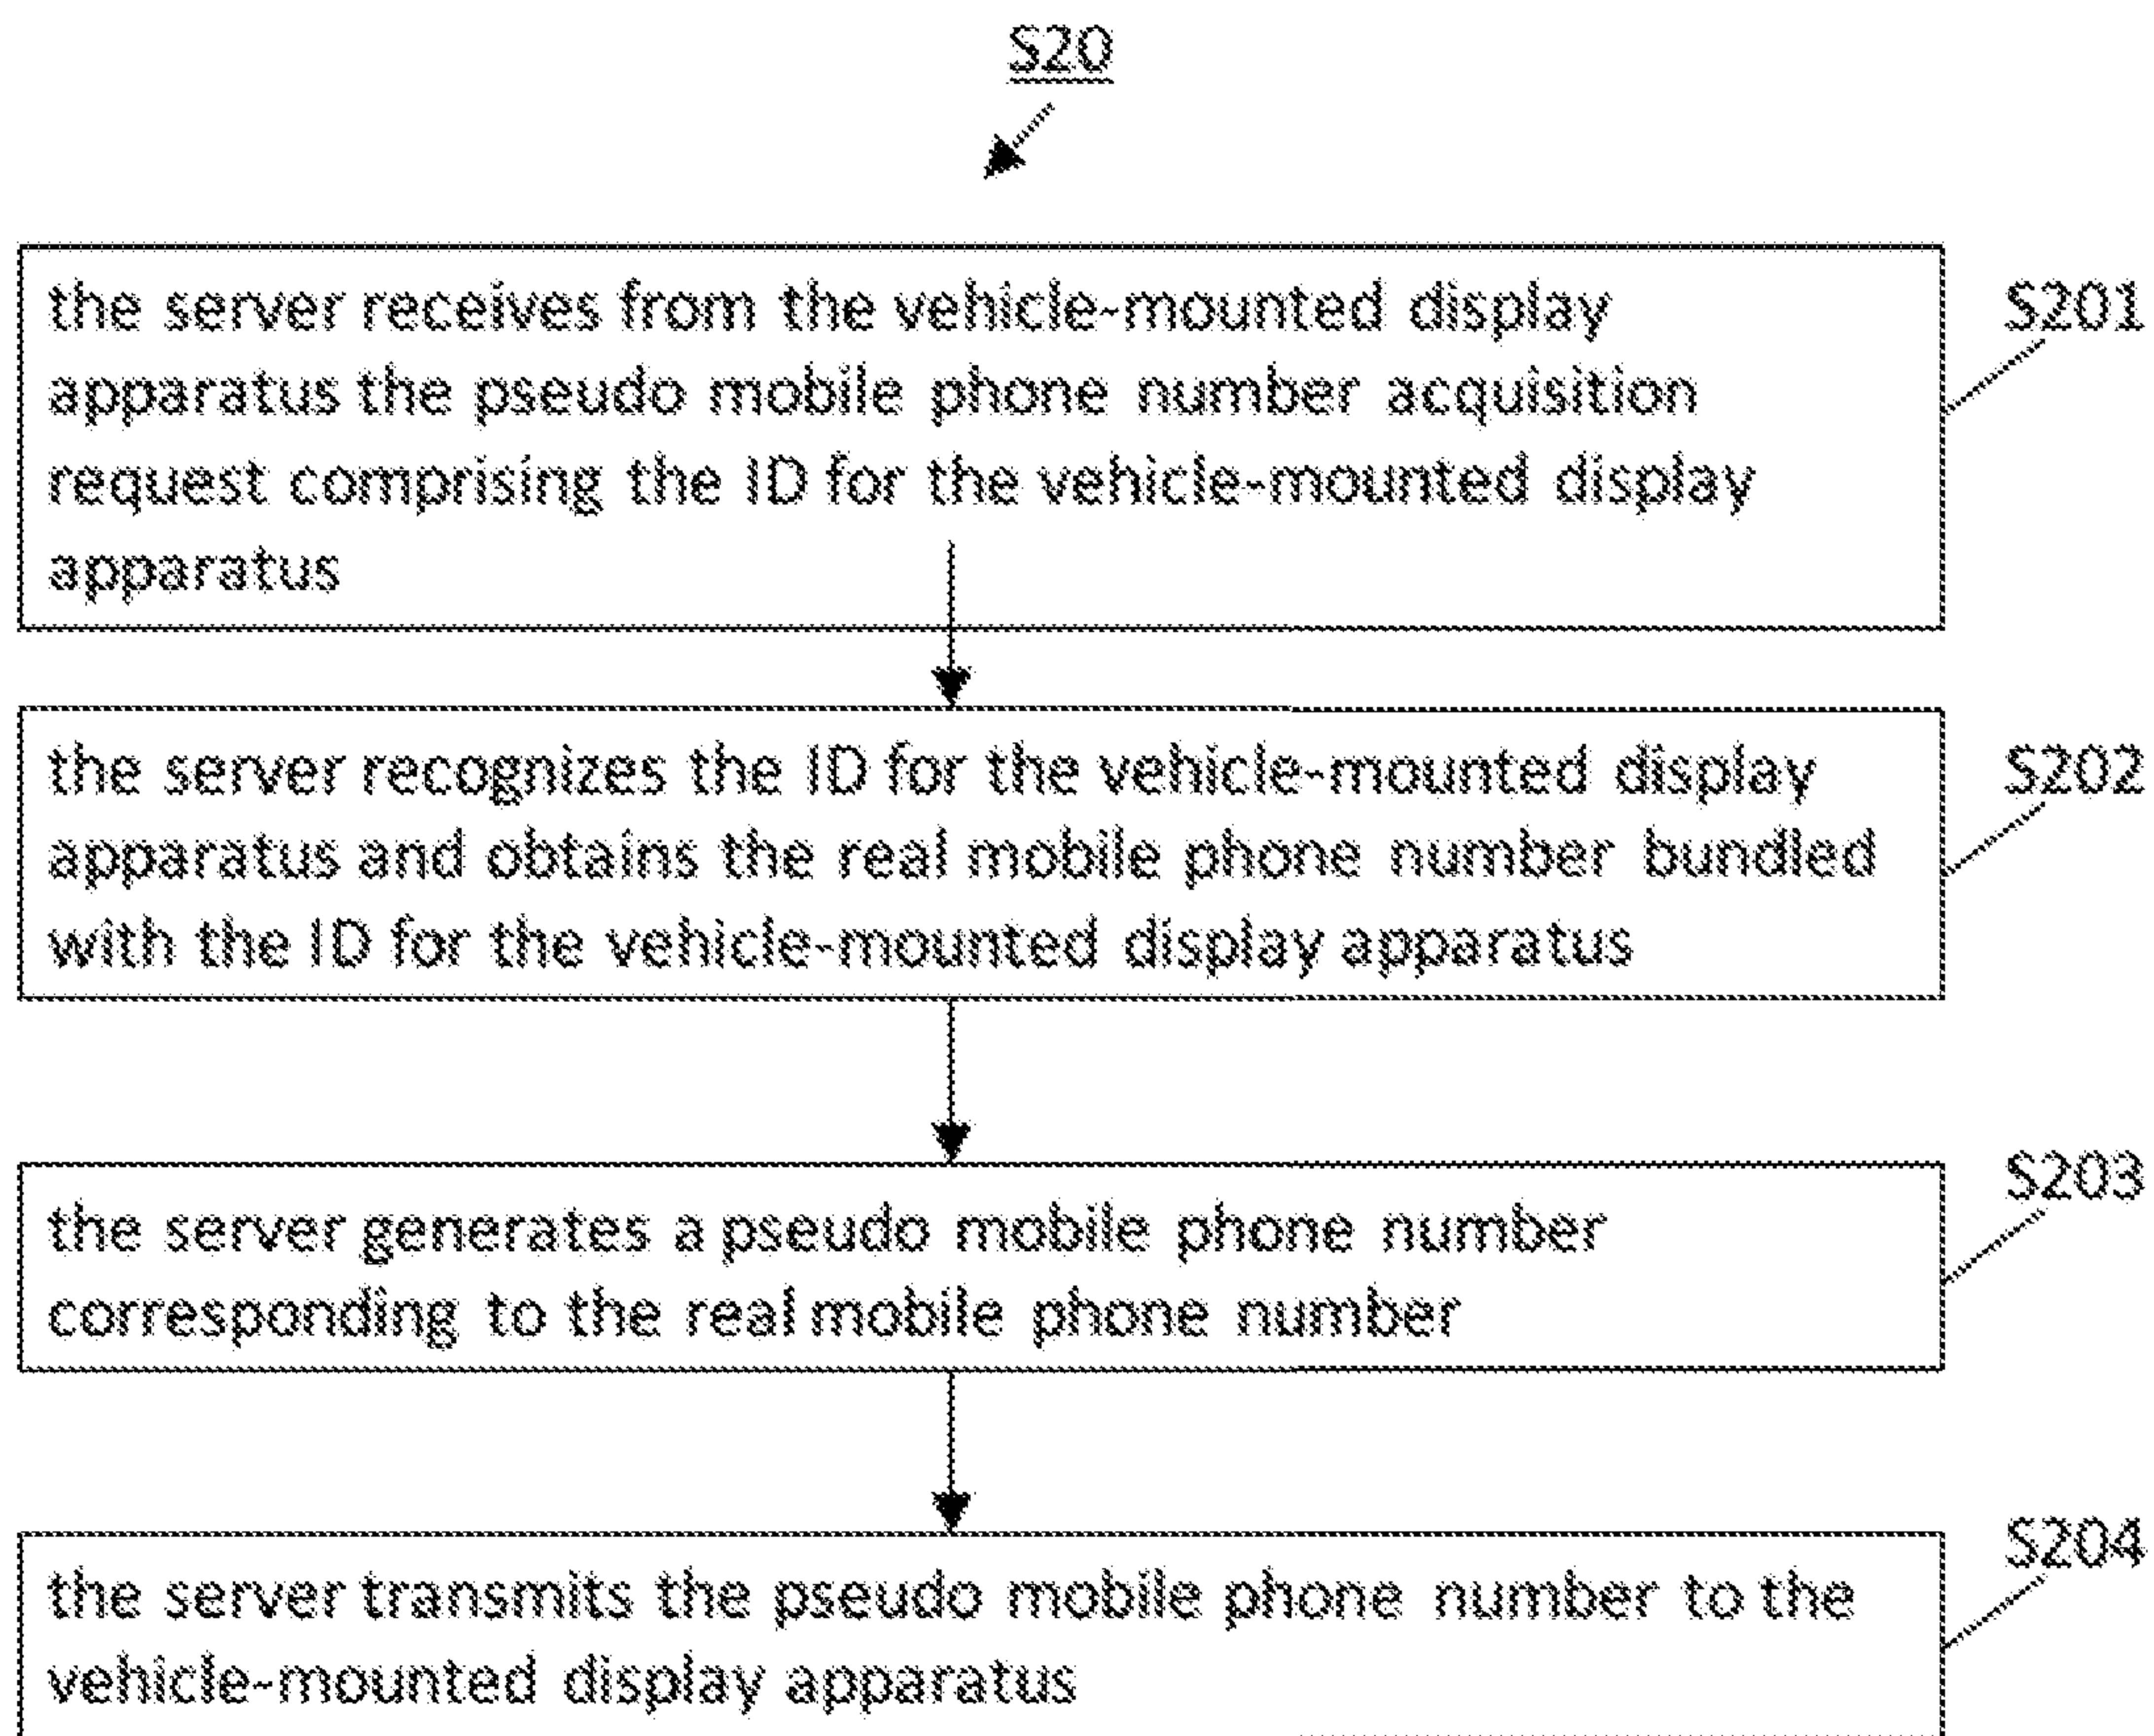 S20
the server receives from the vehicle-mounted display
S201
apparatus the pseudo mobile phone number acquisition
request comprising the ID for the vehicle-mounted display
apparatus
the server recognizes the ID for the vehicle-mounted display
S202
apparatus and obtains the real mobile phone number bundled
with the ID for the vehicle-mounted display apparatus
S203
the server generates a pseudo mobile phone number
corresponding to the real mobile phone number
S204
the server transmits the pseudo mobile phone number to the
vehicle-mounted display apparatus